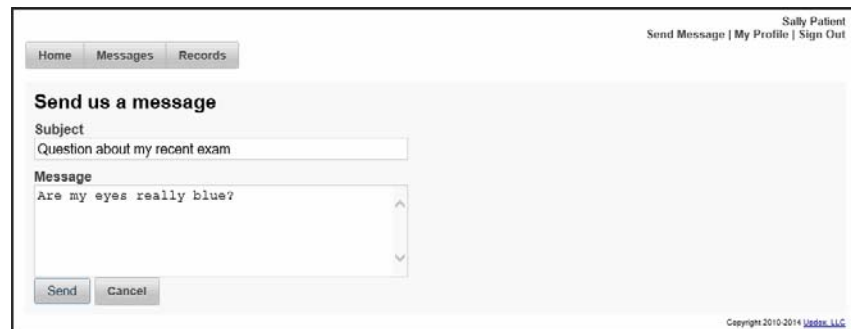 Sally Patient
Send Message | My Profile | Sign Out
Home Messages Records
Send us a message
Subject
Question about my recent exam
Message
Are my eyes really blue?
Send Cancel
Copyright 2010-2014 Updox, LLC